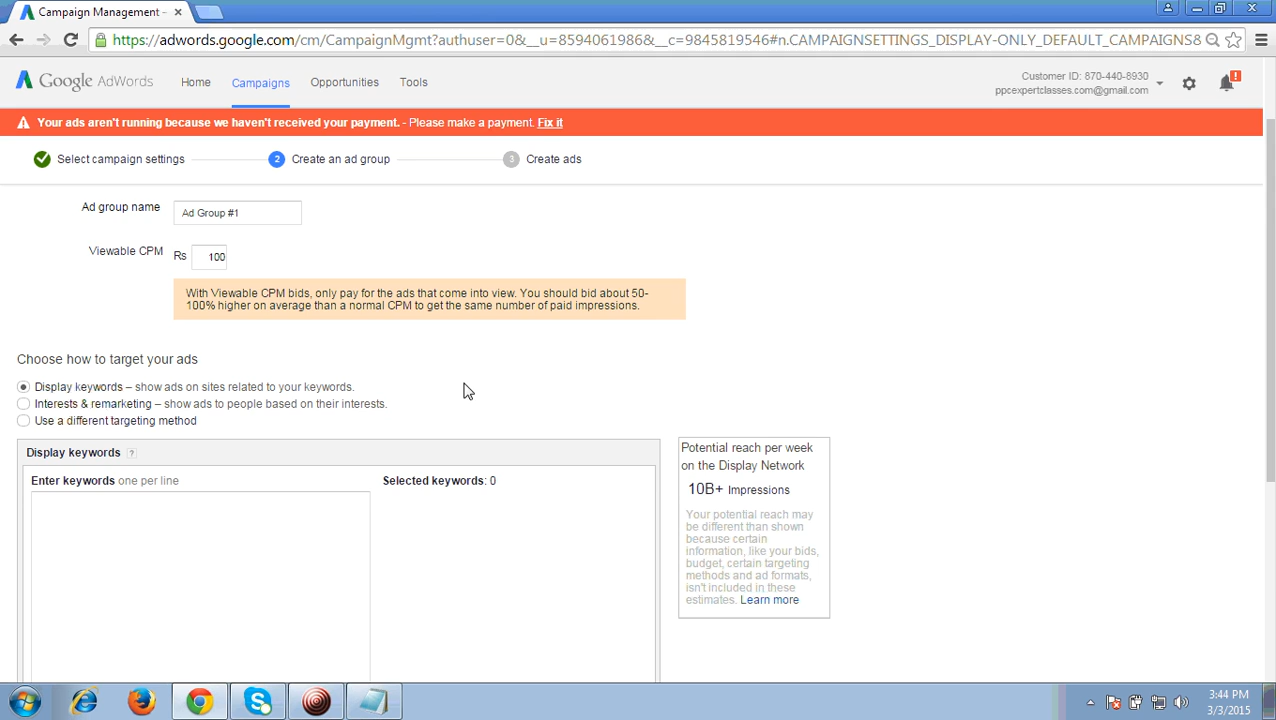 Campaign Management -
https://adwords.google.com/cm/CampaignMgmt?authuser=0&__u=8594061986&__c=9845819546#n.CAMPAIGNSETTINGS_DISPLAY-ONLY_DEFAULT_CAMPAIGNS&
Google AdWords Home Campaigns Opportunities Tools
Customer ID: 870-440-8930
ppcexpertclasses.com@gmail.com
Your ads aren't running because we haven't received your payment. - Please make a payment. Fix it
Select campaign settings 2 Create an ad group 3 Create ads
Ad group name Ad Group #1
Viewable CPM Rs 100
With Viewable CPM bids, only pay for the ads that come into view. You should bid about 50-
100% higher on average than a normal CPM to get the same number of paid impressions.
Choose how to target your ads
Display keywords – show ads on sites related to your keywords.
Interests & remarketing – show ads to people based on their interests.
Use a different targeting method
Display keywords ?
Enter keywords one per line
Selected keywords: 0
Potential reach per week
on the Display Network
10B+ Impressions
Your potential reach may
be different than shown
because certain
information, like your bids,
budget, certain targeting
methods and ad formats,
isn't included in these
estimates. Learn more
3:44 PM
3/3/2015